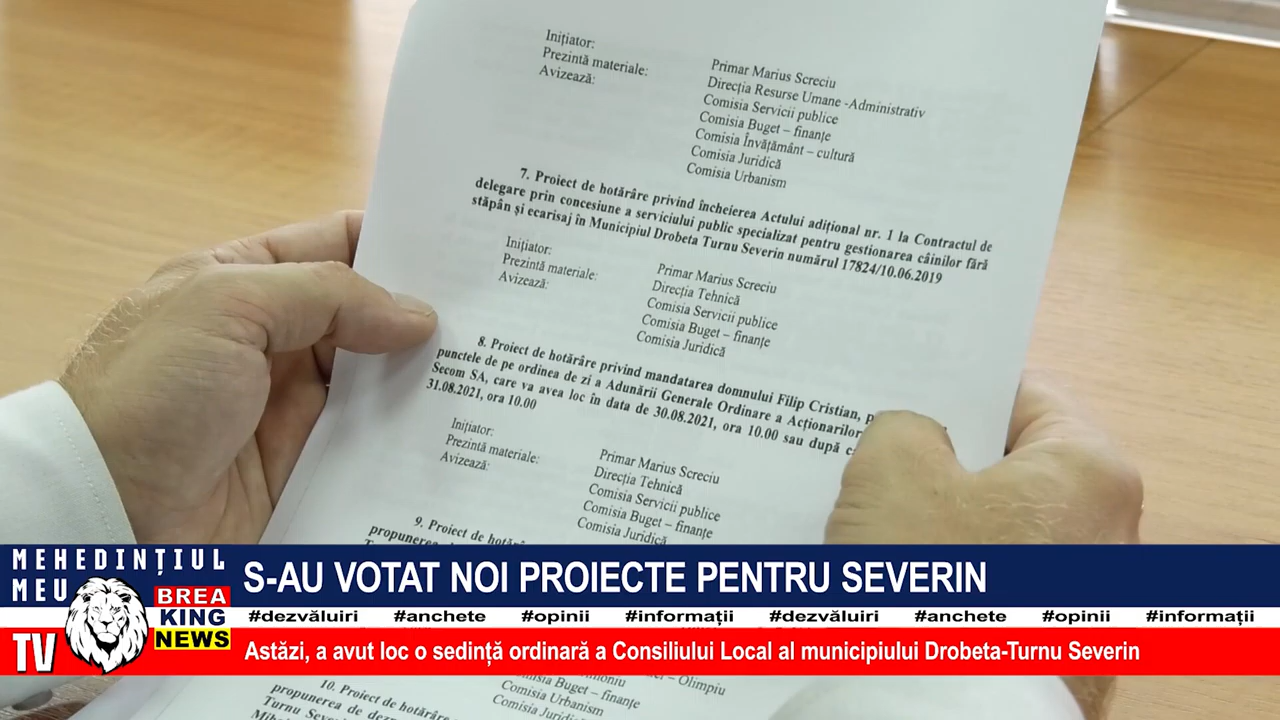 Inițiator:
Prezintă materiale:
Avizează:
Primar Marius Screciu
Direcția Resurse Umane -Administrativ
Comisia Servicii publice
Comisia Buget – finanțe
Comisia Învățământ – cultură
Comisia Juridică
Comisia Urbanism
7. Proiect de hotărâre privind încheierea Actului adițional nr. 1 la Contractul de
delegare prin concesiune a serviciului public specializat pentru gestionarea câinilor fără
stăpân și ecarisaj în Municipiul Drobeta Turnu Severin numărul 17824/10.06.2019
Inițiator:
Prezintă materiale:
Avizează:
Primar Marius Screciu
Direcția Tehnică
Comisia Servicii publice
Comisia Buget – finanțe
Comisia Juridică
8. Proiect de hotărâre privind mandatarea domnului Filip Cristian,
punctele de pe ordinea de zi a Adunării Generale Ordinare a Acționarilor
Secom SA, care va avea loc în data de 30.08.2021, ora 10.00 sau după
31.08.2021, ora 10.00
Inițiator:
Prezintă materiale:
Avizează:
Primar Marius Screciu
Direcția Tehnică
Comisia Servicii publice
Comisia Buget – finanțe
Comisia Juridică
9. Proiect de
propunerea
MEHEDINȚIUL
MEU
TV
BREA
KING
NEWS
S-AU VOTAT NOI PROIECTE PENTRU SEVERIN
#dezvăluiri #anchete #opinii #informații #dezvăluiri #anchete #opinii #informații
Astăzi, a avut loc o sedință ordinară a Consiliului Local al municipiului Drobeta-Turnu Severin
– Olimpiu
Comisia Buget – finanțe
Comisia Urbanism
Comisia
10. Proiect de hotărâre
propunerea de
Turnu